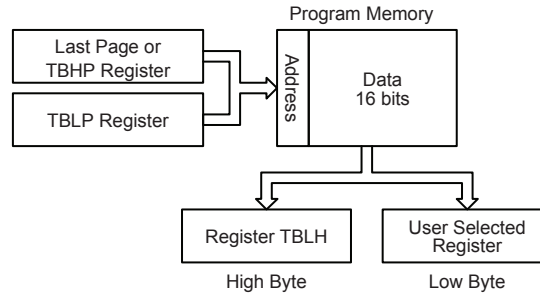 Program Memory
Last Page or
TBHP Register
TBLP Register
Address
Data
16 bits
Register TBLH
User Selected
Register
High Byte
Low Byte